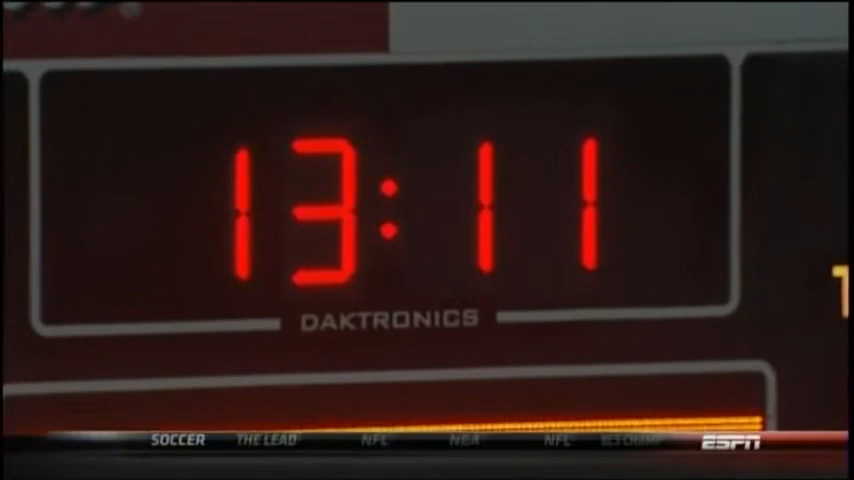 13:11
DAKTRONICS
SOCCER THE LEAD NFL NBA NFL ESPN